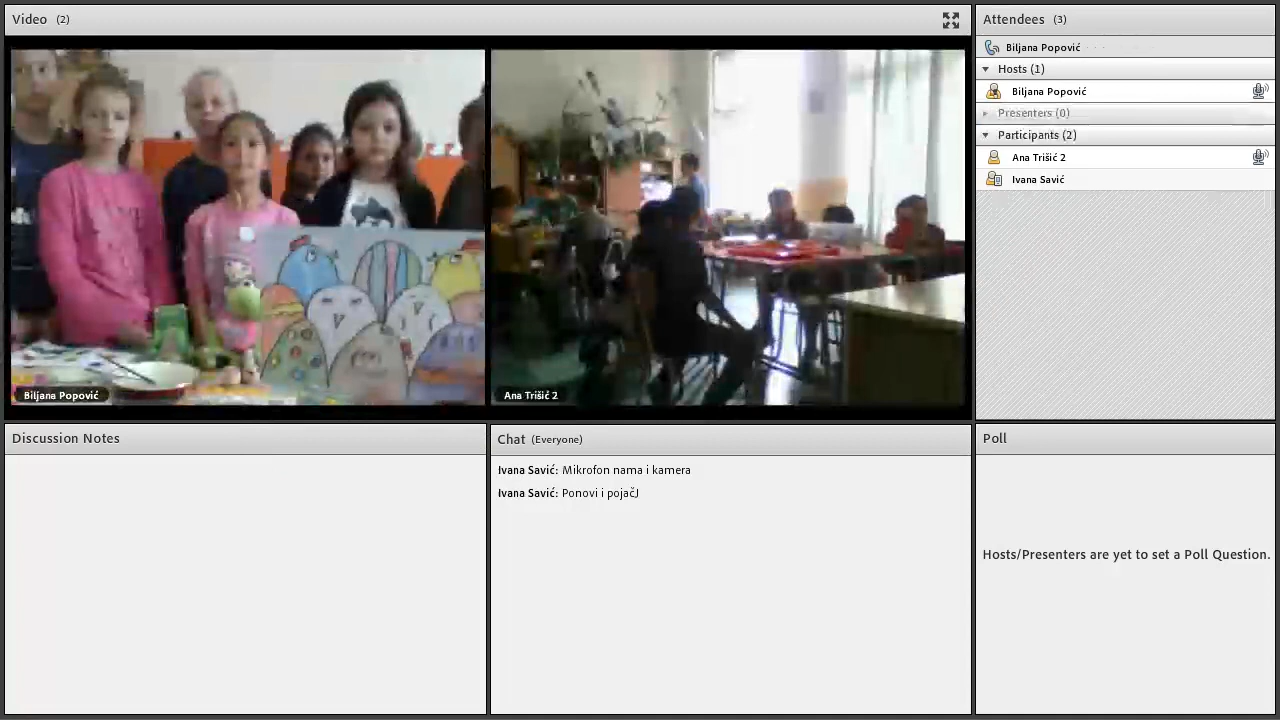 Video (2)
Biljana Popović
Ana Trišić 2
Attendees (3)
Biljana Popović
Hosts (1)
Biljana Popović
Presenters (0)
Participants (2)
Ana Trišić 2
Ivana Savić
Discussion Notes
Chat (Everyone)
Ivana Savić: Mikrofon nama i kamera
Ivana Savić: Ponovi i pojačJ
Poll
Hosts/Presenters are yet to set a Poll Question.